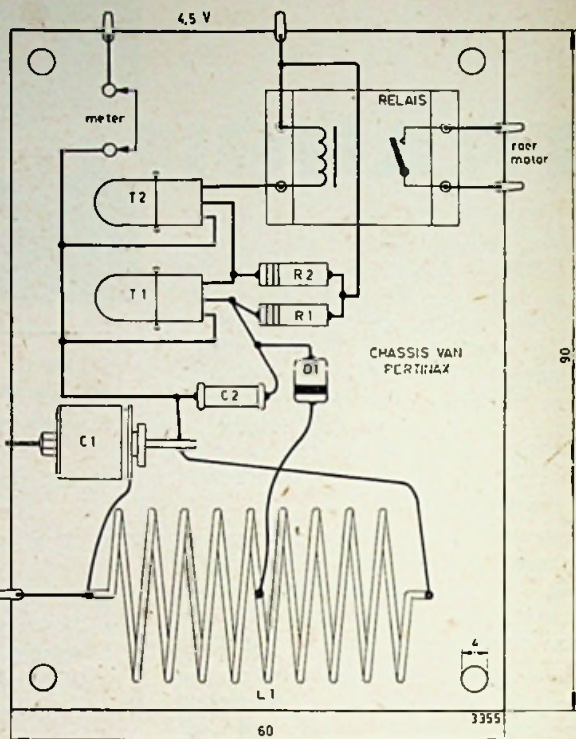 4,5 V
RELAIS
meter
roer
motor
T2
R2
T1
R1
CHASSIS VAN
PERTINAX
D1
C2
90
C1
L1
4
3355
60